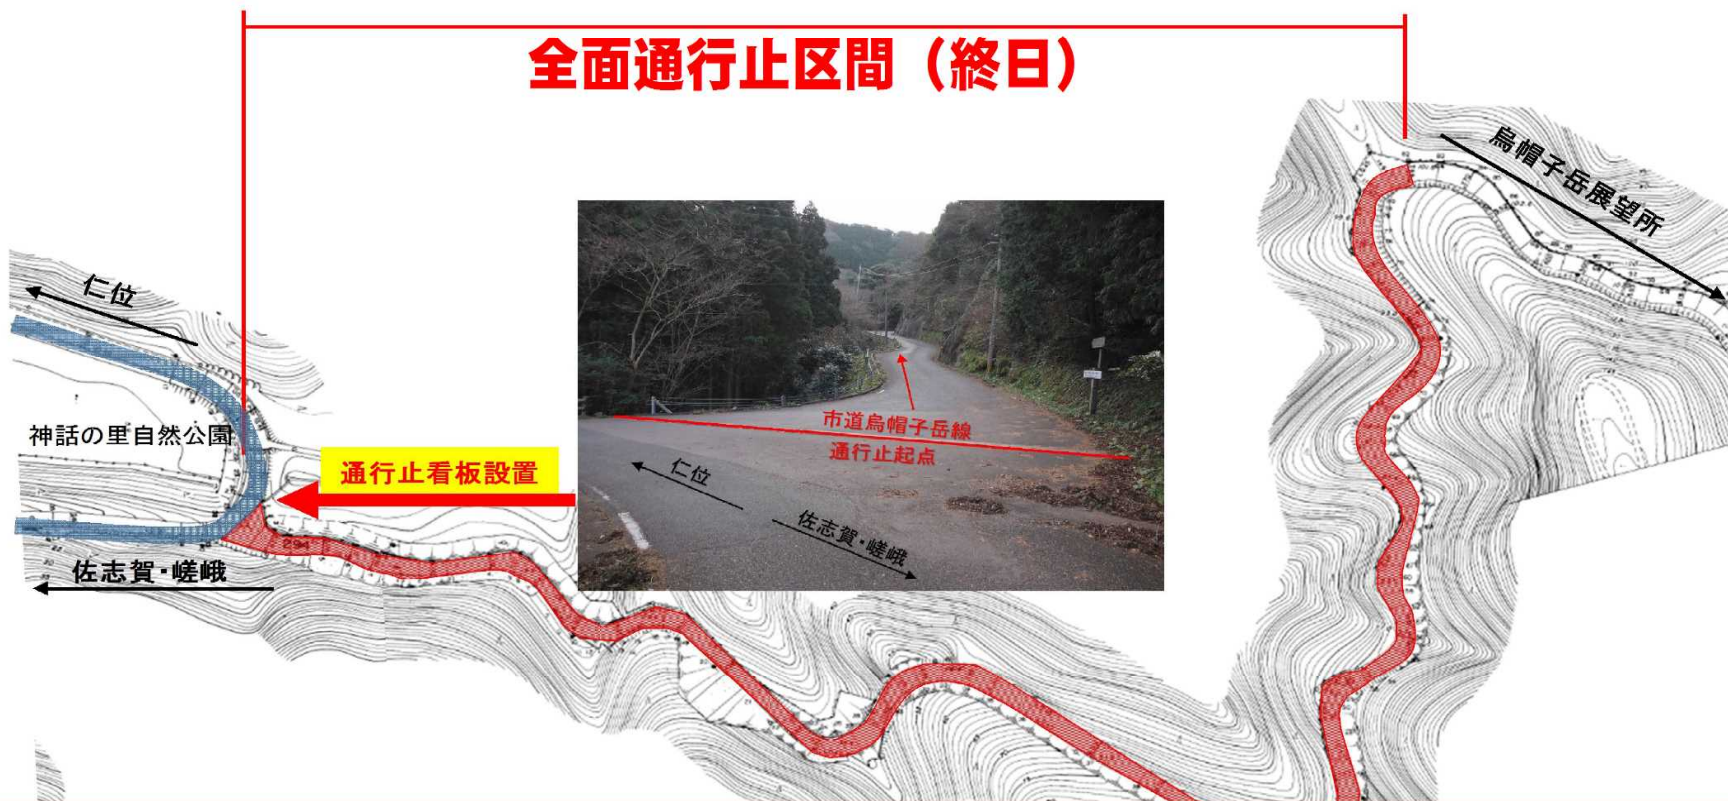 全面通行止区間（終日）
烏帽子岳展望所
仁位
神話の里自然公園
通行止看板設置
佐志賀・嵯峨
市道烏帽子岳線
通行止起点
仁位
佐志賀・嵯峨